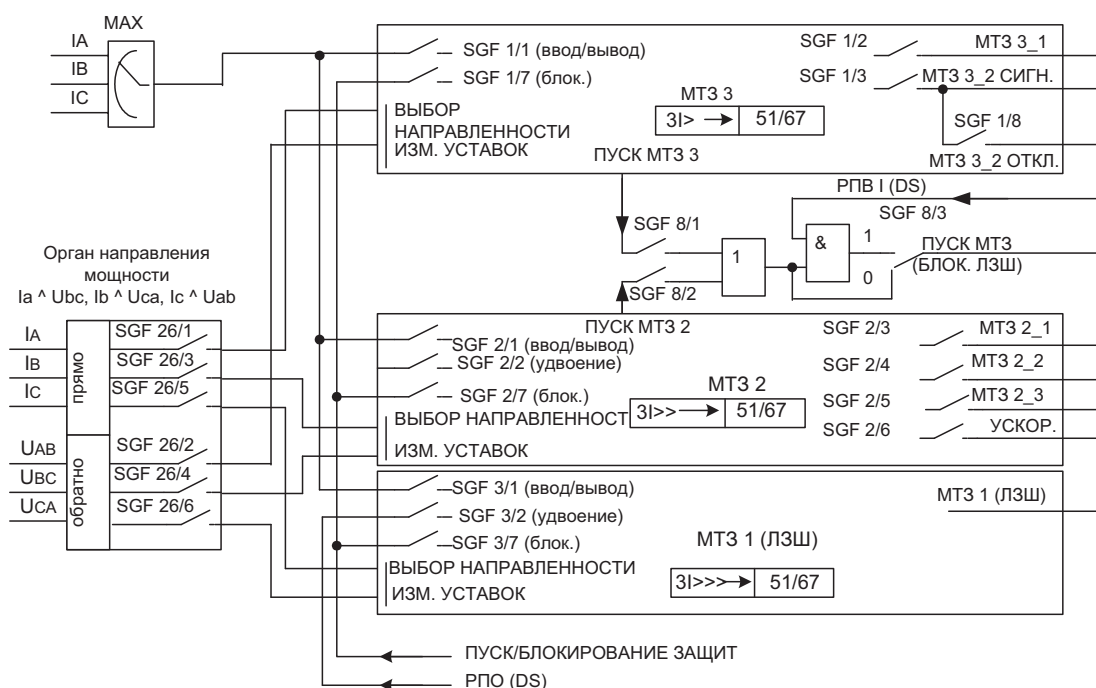 MAX
IA
IB
IC
SGF 1/1 (ввод/вывод)
SGF 1/7 (блок.)
ВЫБОР
НАПРАВЛЕННОСТИ
ИЗМ. УСТАВОК
МТЗ 3
3I> 51/67
ПУСК МТЗ 3
SGF 1/2
МТЗ 3_1
SGF 1/3
МТЗ 3_2 СИГН.
SGF 1/8
МТЗ 3_2 ОТКЛ.
РПВ I (DS)
SGF 8/1
SGF 8/2
1
&
SGF 8/3
1
0
ПУСК МТЗ
(БЛОК. ЛЗШ)
Орган направления
мощности
Ia ^ Ubc, Ib ^ Uca, Ic ^ Uab
IA
IB
IC
UAB
UBC
UCA
прямо
обратно
SGF 26/1
SGF 26/3
SGF 26/5
SGF 26/2
SGF 26/4
SGF 26/6
ПУСК МТЗ 2
SGF 2/1 (ввод/вывод)
SGF 2/2 (удвоение)
SGF 2/7 (блок.)
ВЫБОР НАПРАВЛЕННОСТ
ИЗМ. УСТАВОК
МТЗ 2
3I>> 51/67
SGF 2/3
МТЗ 2_1
SGF 2/4
МТЗ 2_2
SGF 2/5
МТЗ 2_3
SGF 2/6
УСКОР.
SGF 3/1 (ввод/вывод)
SGF 3/2 (удвоение)
SGF 3/7 (блок.)
ВЫБОР НАПРАВЛЕННОСТИ
ИЗМ. УСТАВОК
МТЗ 1 (ЛЗШ)
3I>>> 51/67
МТЗ 1 (ЛЗШ)
ПУСК/БЛОКИРОВАНИЕ ЗАЩИТ
РПО (DS)